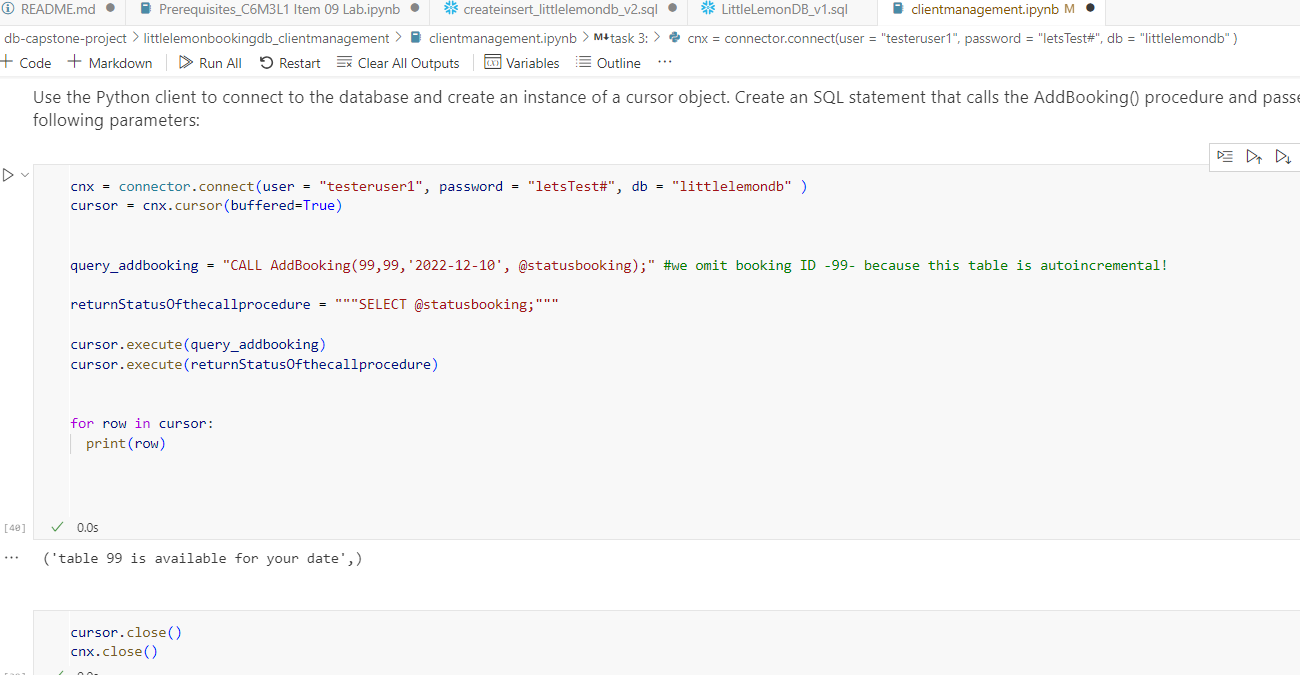 README.md Prerequisites_C6M3L1 Item 09 Lab.ipynb createinsert_littlelemondb_v2.sql LittleLemonDB_v1.sql clientmanagement.ipynb M
db-capstone-project > littlelemonbookingdb_clientmanagement > clientmanagement.ipynb > M↓task 3: > cnx = connector.connect(user = "testeruser1", password = "letsTest#", db = "littlelemondb" )
+ Code + Markdown Run All Restart Clear All Outputs Variables Outline ...
Use the Python client to connect to the database and create an instance of a cursor object. Create an SQL statement that calls the AddBooking() procedure and passe
following parameters:
cnx = connector.connect(user = "testeruser1", password = "letsTest#", db = "littlelemondb" )
cursor = cnx.cursor(buffered=True)
query_addbooking = "CALL AddBooking(99,99,'2022-12-10', @statusbooking);" #we omit booking ID -99- because this table is autoincremental!
returnStatusOfthecallprocedure = """SELECT @statusbooking;"""
cursor.execute(query_addbooking)
cursor.execute(returnStatusOfthecallprocedure)
for row in cursor:
print(row)
[40] 0.0s
... ('table 99 is available for your date',)
cursor.close()
cnx.close()